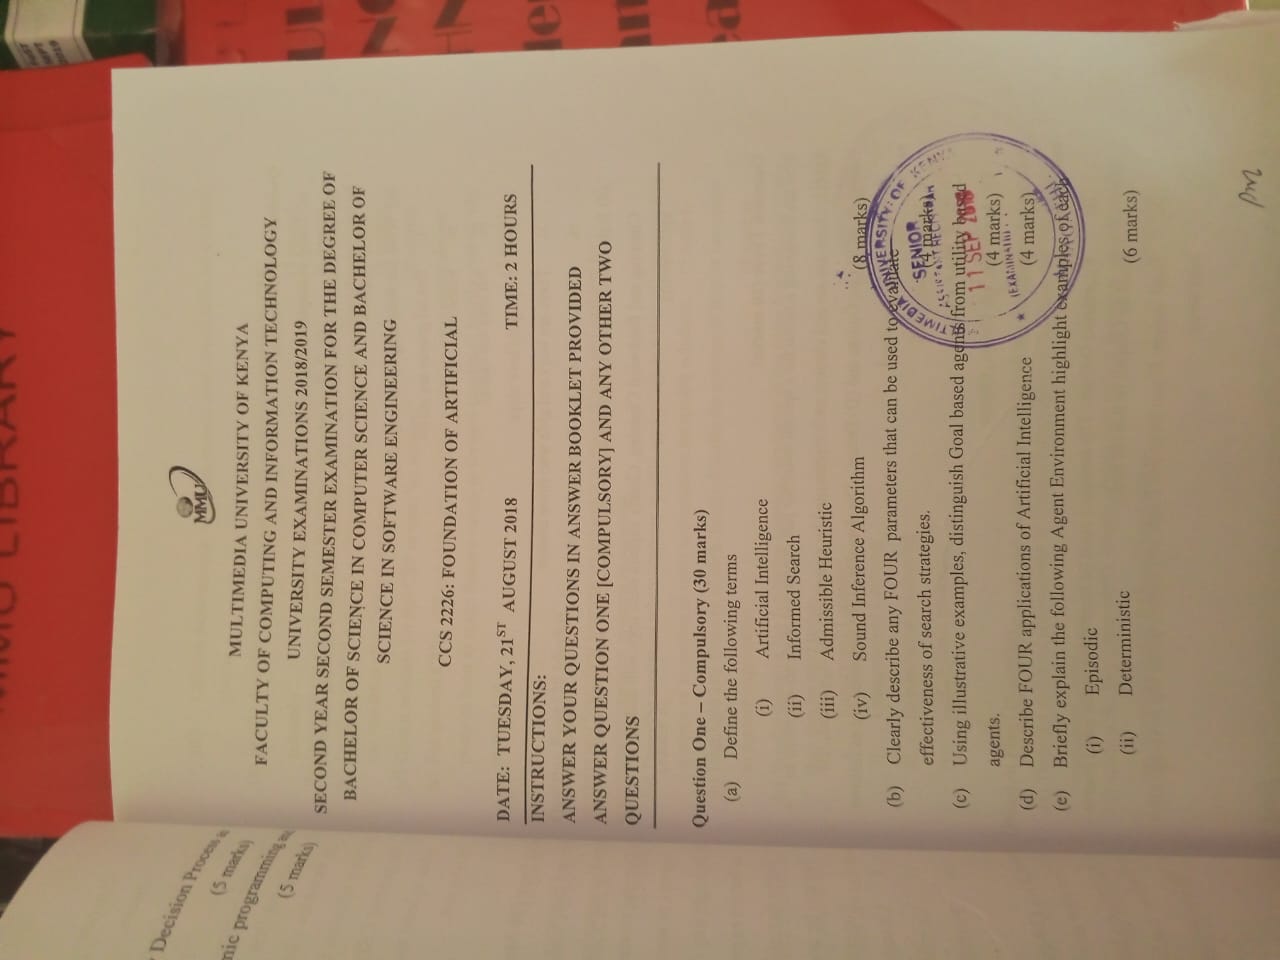 MMU LIBRARY
Decision Process
(5 marks)
programming
(5 marks)
MMU
MULTIMEDIA UNIVERSITY OF KENYA
FACULTY OF COMPUTING AND INFORMATION TECHNOLOGY
UNIVERSITY EXAMINATIONS 2018/2019
SECOND YEAR SECOND SEMESTER EXAMINATION FOR THE DEGREE OF
BACHELOR OF SCIENCE IN COMPUTER SCIENCE AND BACHELOR OF
SCIENCE IN SOFTWARE ENGINEERING
CCS 2226: FOUNDATION OF ARTIFICIAL
DATE: TUESDAY, 21ST AUGUST 2018 TIME: 2 HOURS
INSTRUCTIONS:
ANSWER YOUR QUESTIONS IN ANSWER BOOKLET PROVIDED
ANSWER QUESTION ONE [COMPULSORY] AND ANY OTHER TWO
QUESTIONS
Question One – Compulsory (30 marks)
(a) Define the following terms
(i) Artificial Intelligence
(ii) Informed Search
(iii) Admissible Heuristic
(iv) Sound Inference Algorithm (8 marks)
(b) Clearly describe any FOUR parameters that can be used to evaluate
effectiveness of search strategies. (4 marks)
(c) Using illustrative examples, distinguish Goal based agents from utility based
agents. (4 marks)
(d) Describe FOUR applications of Artificial Intelligence (4 marks)
(e) Briefly explain the following Agent Environment highlight examples of each
(i) Episodic
(ii) Deterministic (6 marks)
MULTIMEDIA UNIVERSITY OF KENYA
SENIOR
11 SEP